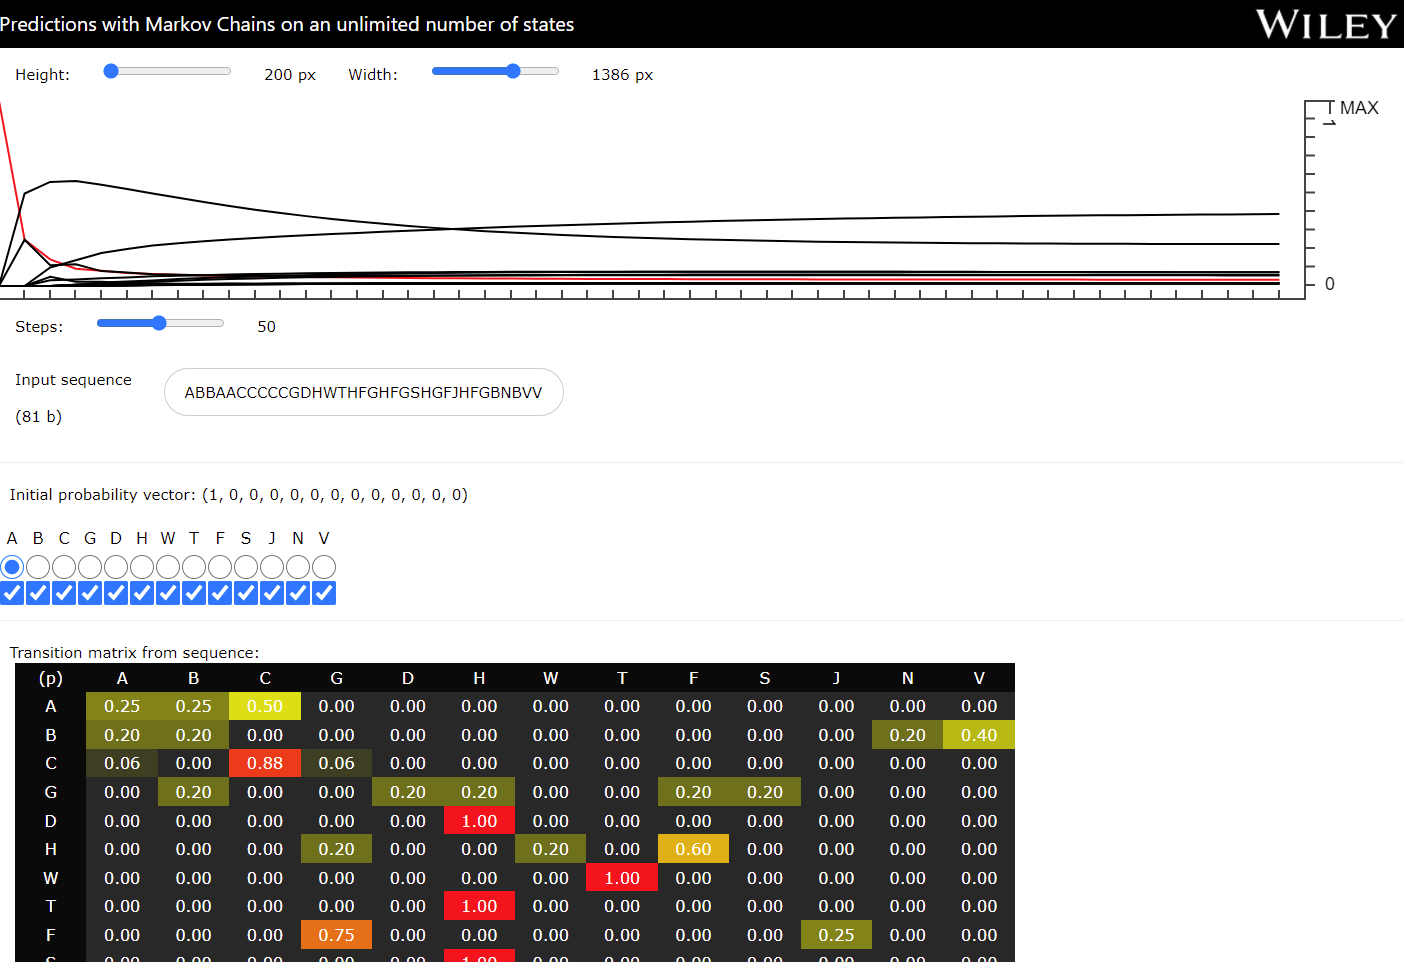 Predictions with Markov Chains on an unlimited number of states
WILEY
Height: 200 px Width: 1386 px
MAX
1
0
Steps: 50
Input sequence
(81 b)
ABBAACCCCCGDHWTHFGHFGSHGFJHFGBNBVV
Initial probability vector: (1, 0, 0, 0, 0, 0, 0, 0, 0, 0, 0, 0, 0)
A B C G D H W T F S J N V
Transition matrix from sequence:
(p) A B C G D H W T F S J N V
A 0.25 0.25 0.50 0.00 0.00 0.00 0.00 0.00 0.00 0.00 0.00 0.00 0.00
B 0.20 0.20 0.00 0.00 0.00 0.00 0.00 0.00 0.00 0.00 0.00 0.20 0.40
C 0.06 0.00 0.88 0.06 0.00 0.00 0.00 0.00 0.00 0.00 0.00 0.00 0.00
G 0.00 0.20 0.00 0.00 0.20 0.20 0.00 0.00 0.20 0.20 0.00 0.00 0.00
D 0.00 0.00 0.00 0.00 0.00 1.00 0.00 0.00 0.00 0.00 0.00 0.00 0.00
H 0.00 0.00 0.00 0.20 0.00 0.00 0.20 0.00 0.60 0.00 0.00 0.00 0.00
W 0.00 0.00 0.00 0.00 0.00 0.00 0.00 1.00 0.00 0.00 0.00 0.00 0.00
T 0.00 0.00 0.00 0.00 0.00 1.00 0.00 0.00 0.00 0.00 0.00 0.00 0.00
F 0.00 0.00 0.00 0.75 0.00 0.00 0.00 0.00 0.00 0.00 0.25 0.00 0.00